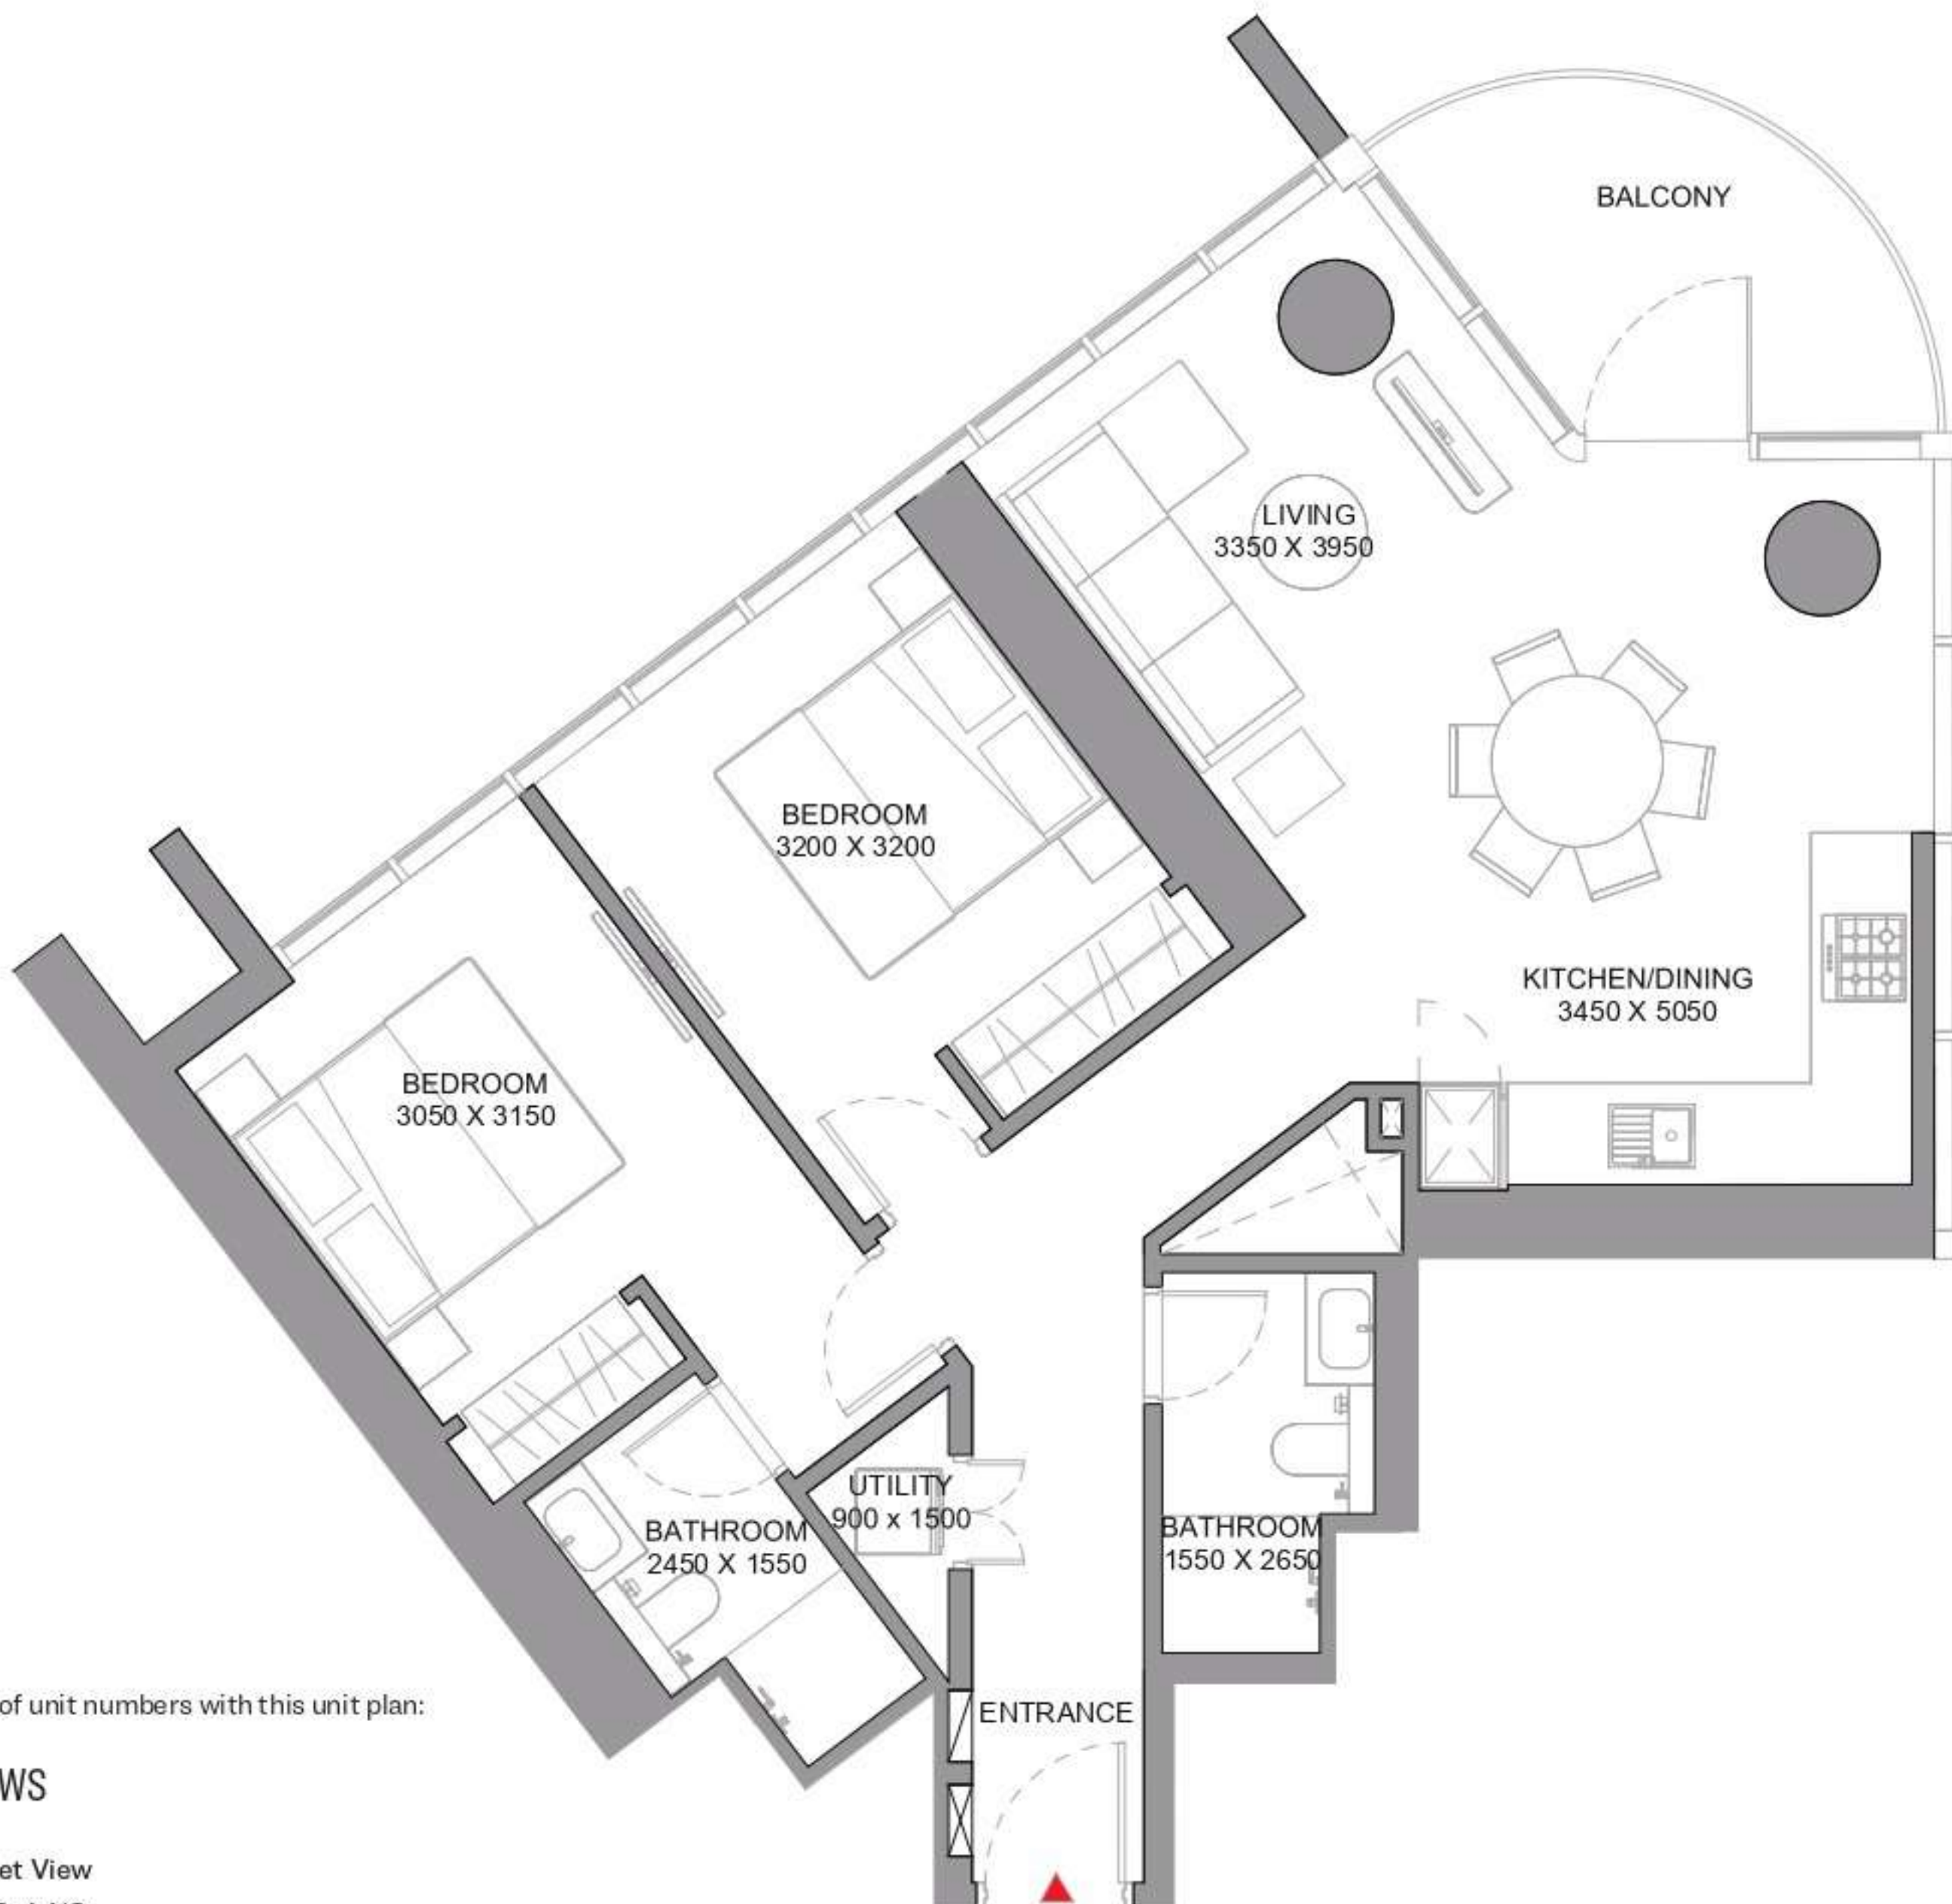 BALCONY
LIVING
3350 X 3950
BEDROOM
3200 X 3200
KITCHEN/DINING
3450 X 5050
BEDROOM
3050 X 3150
UTILITY
900 x 1500
BATHROOM
2450 X 1550
BATHROOM
1550 X 2650
ENTRANCE
of unit numbers with this unit plan:
WS
et View